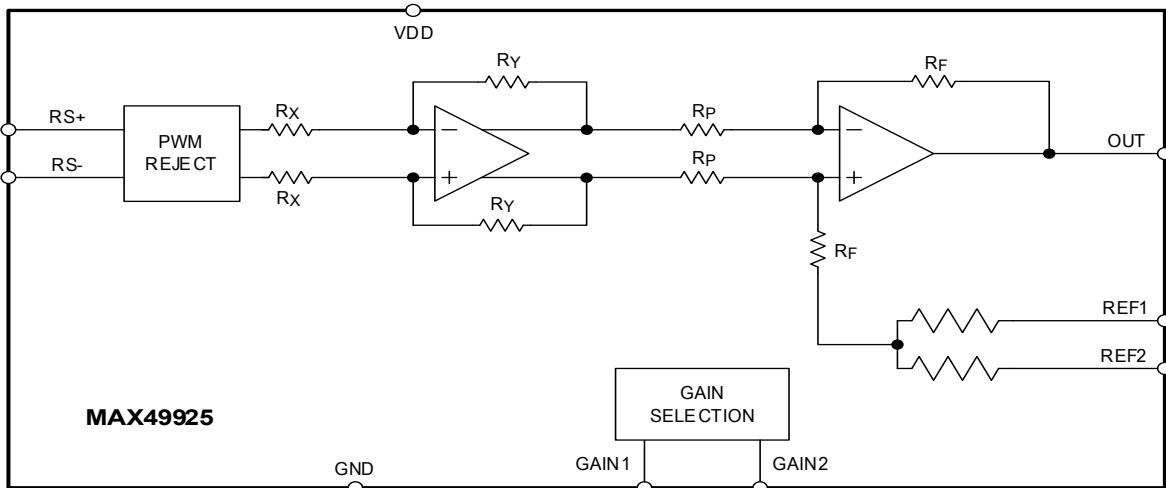 VDD
RY
RF
RS+
RX
RP
PWM
REJECT
OUT
RS-
RP
RX
RY
RF
REF1
REF2
GAIN
SELECTION
MAX49925
GND
GAIN1
GAIN2